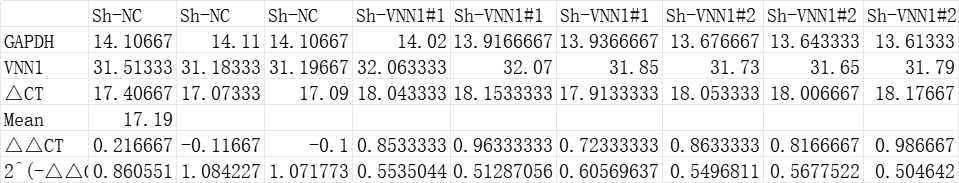 Sh-NC Sh-NC Sh-NC Sh-VNN1#1 Sh-VNN1#1 Sh-VNN1#1 Sh-VNN1#2 Sh-VNN1#2 Sh-VNN1#2
GAPDH 14.10667 14.11 14.10667 14.02 13.9166667 13.9366667 13.676667 13.643333 13.61333
VNN1 31.51333 31.18333 31.19667 32.063333 32.07 31.85 31.73 31.65 31.79
△CT 17.40667 17.07333 17.09 18.043333 18.1533333 17.9133333 18.053333 18.006667 18.17667
Mean 17.19
△△CT 0.216667 -0.11667 -0.1 0.8533333 0.96333333 0.72333333 0.8633333 0.8166667 0.986667
2^(-△△C 0.860551 1.084227 1.071773 0.5535044 0.51287056 0.60569637 0.5496811 0.5677522 0.504642